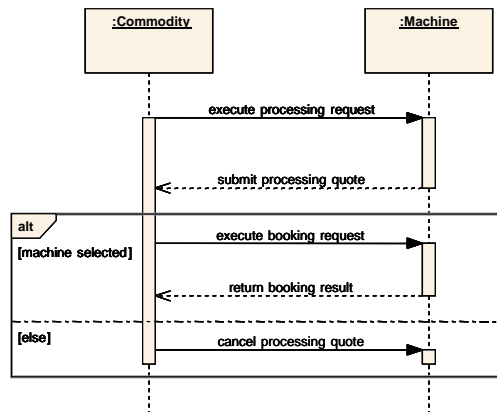 :Commodity
:Machine
execute processing request
submit processing quote
alt
execute booking request
[machine selected]
return booking result
[else]
cancel processing quote